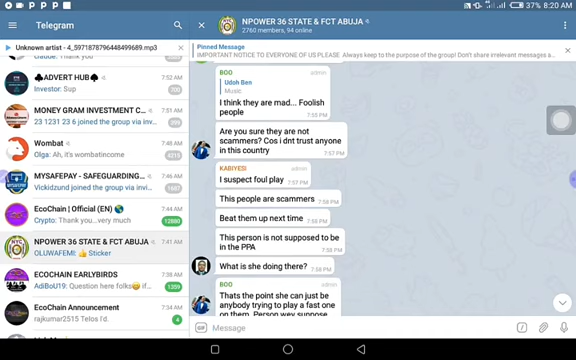 37% 8:20 AM
Telegram
Unknown artist - 4_5971878796448499689.mp3
Claude: Thank you
♣ADVERT HUB♣
7:52 AM
Investor: Sup
MONEY GRAM INVESTMENT C...
7:51 AM
23 1231 23 6 joined the group via inv...
299
Wombat
7:48 AM
Olga: Ah, it's wombatincome
4215
MYSAFEPAY - SAFEGUARDING...
Vickidzund joined the group via invit...
EcoChain | Official (EN)
7:44 AM
Crypto: Thank you...very much
12880
NPOWER 36 STATE & FCT ABUJA
7:41 AM
OLUWAFEMI: 👍 Sticker
ECOCHAIN EARLYBIRDS
7:38 AM
AdiBoU19: Question here folks👍 if...
1359
EcoChain Announcement
7:34 AM
rajkumar2515: Telos I'd.
4
NPOWER 36 STATE & FCT ABUJA
2760 members, 94 online
Pinned Message
IMPORTANT NOTICE TO EVERYONE OF US PLEASE Always keep to the purpose of the group! Don't share irrelevant messages a...
BOO
admin
Udoh Ben
Music
I think they are mad... Foolish
people
7:55 PM
Are you sure they are not
scammers? Cos i dnt trust anyone
in this country
7:57 PM
KABIYESI
admin
I suspect foul play
7:57 PM
This people are scammers
7:58 PM
Beat them up next time
7:58 PM
This person is not supposed to be
in the PPA
7:58 PM
What is she doing there?
7:58 PM
BOO
admin
Thats the point she can just be
anybody trying to play a fast one
on them. Person wey suppose
GIF
Message